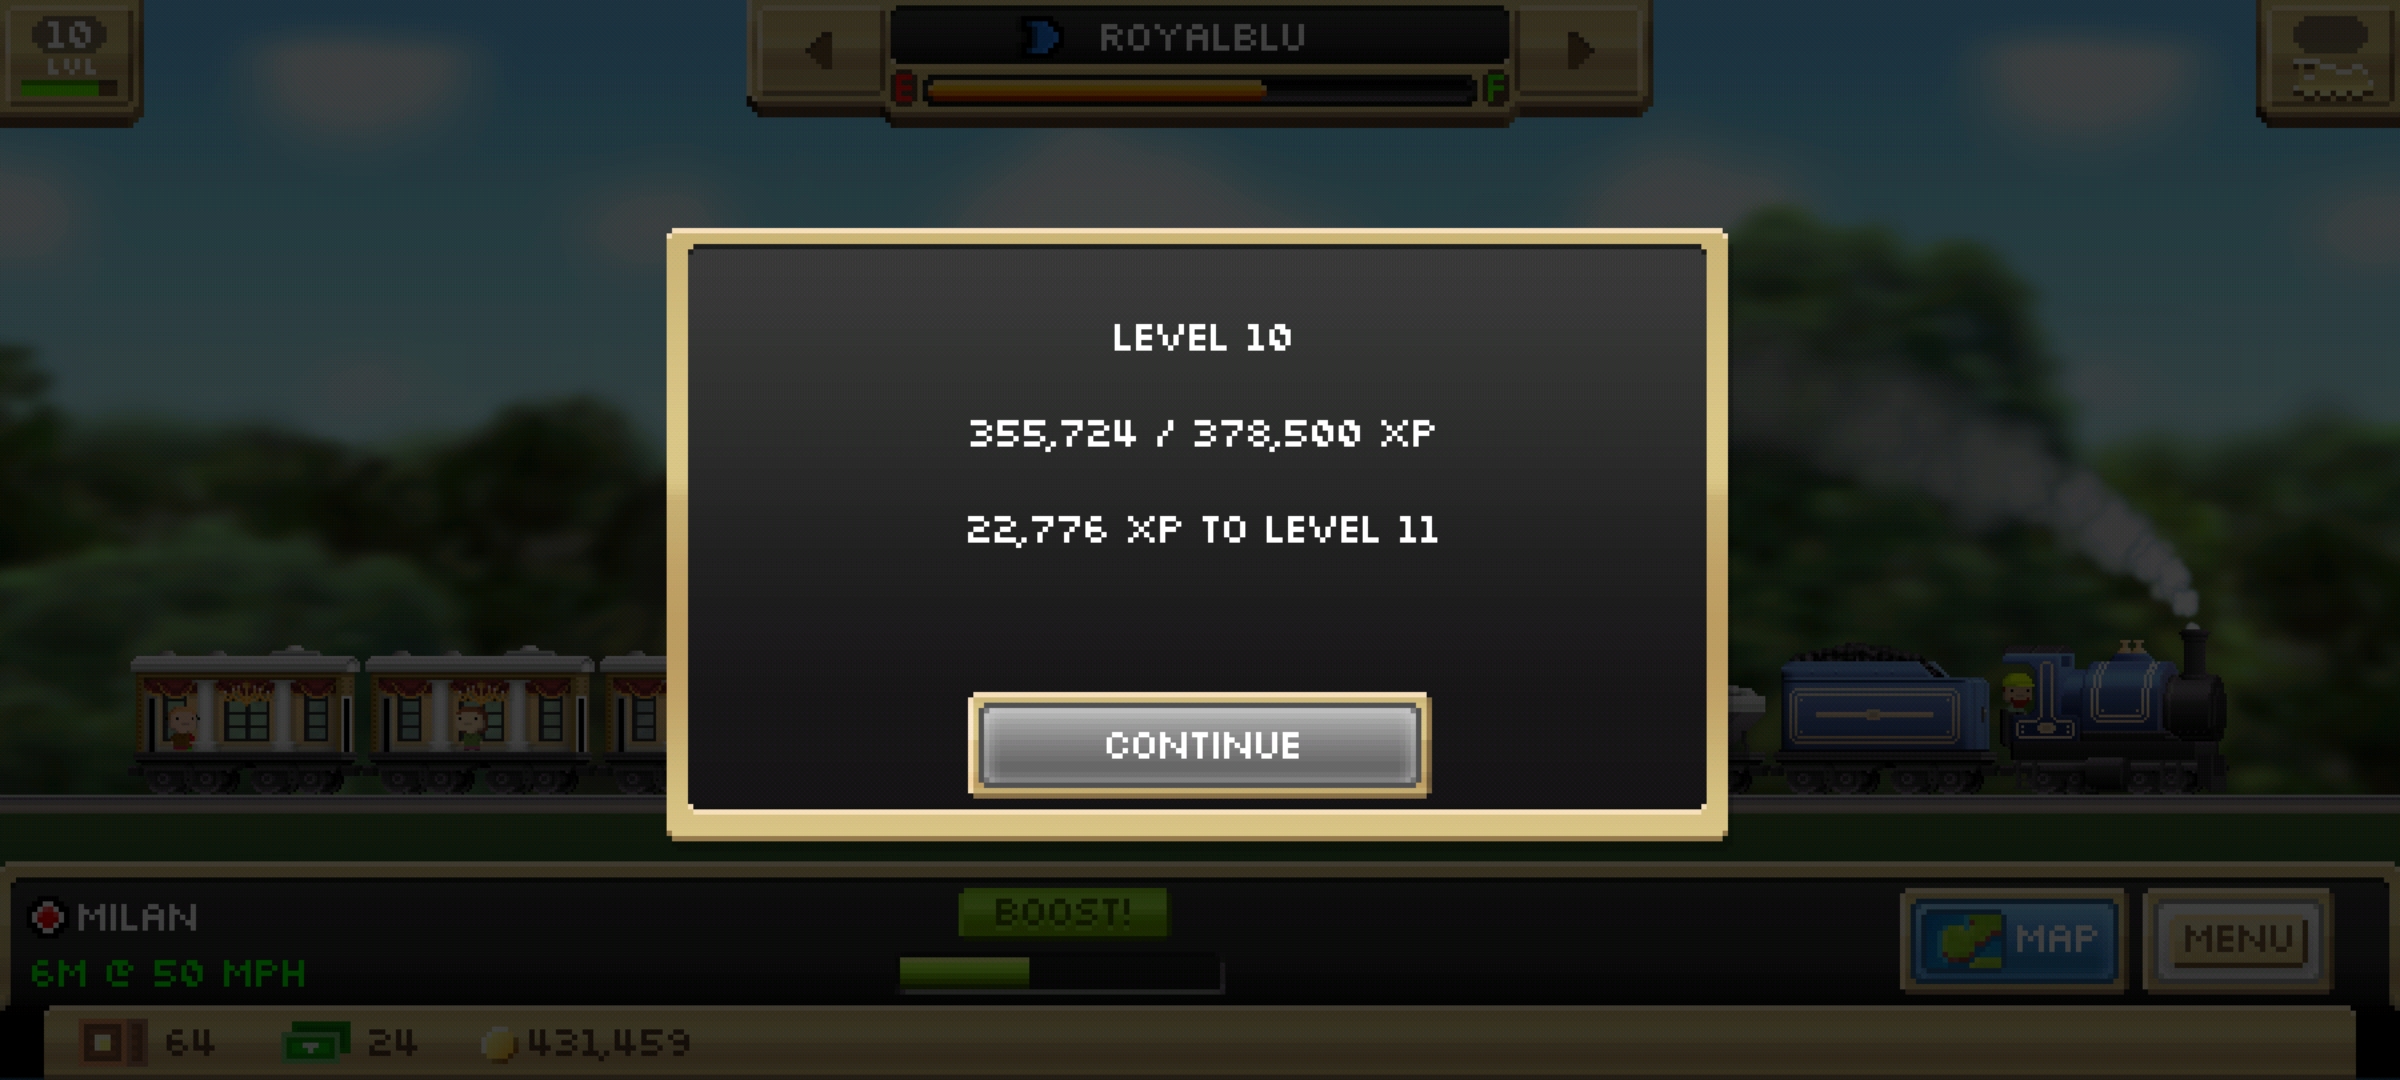 10
LVL
ROYALBLU
E
F
LEVEL 10
355,724 / 378,500 XP
22,776 XP TO LEVEL 11
CONTINUE
MILAN
6M @ 50 MPH
BOOST!
MAP
MENU
64
24
431,459